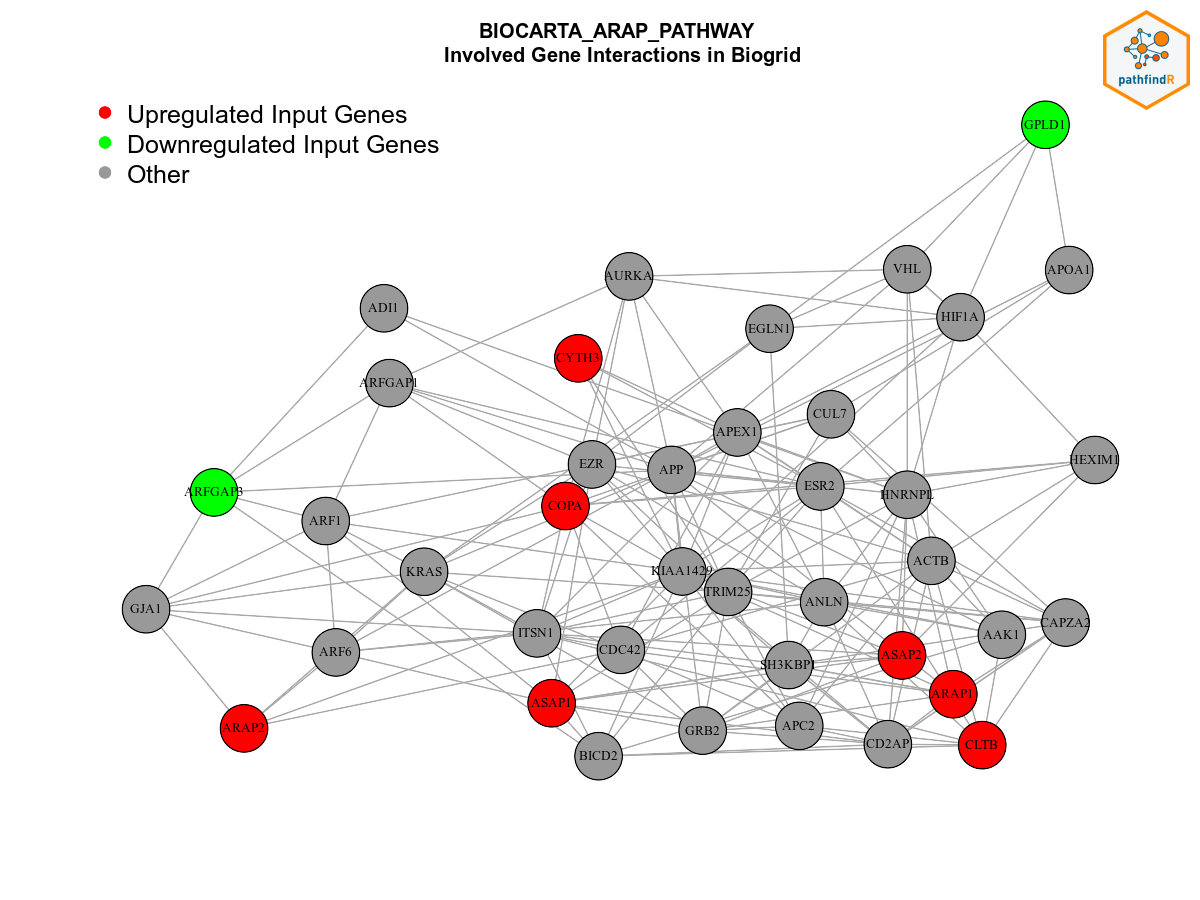 BIOCARTA_ARAP_PATHWAY
Involved Gene Interactions in Biogrid
pathfindR
Upregulated Input Genes
Downregulated Input Genes
Other
GPLD1
AURKA
VHL
APOA1
ADI1
HIF1A
EGLN1
CYTH3
ARFGAP1
CUL7
APEX1
EZR
APP
HEXIM1
ESR2
ARFGAP3
HNRNPL
COPA
ARF1
ACTB
KRAS
KIAA1429
TRIM25
ANLN
GJA1
CAPZA2
ITSN1
AAK1
ARF6
CDC42
ASAP2
SH3KBP1
ARAP1
ASAP1
ARAP2
GRB2
APC2
CD2AP
CLTB
BICD2